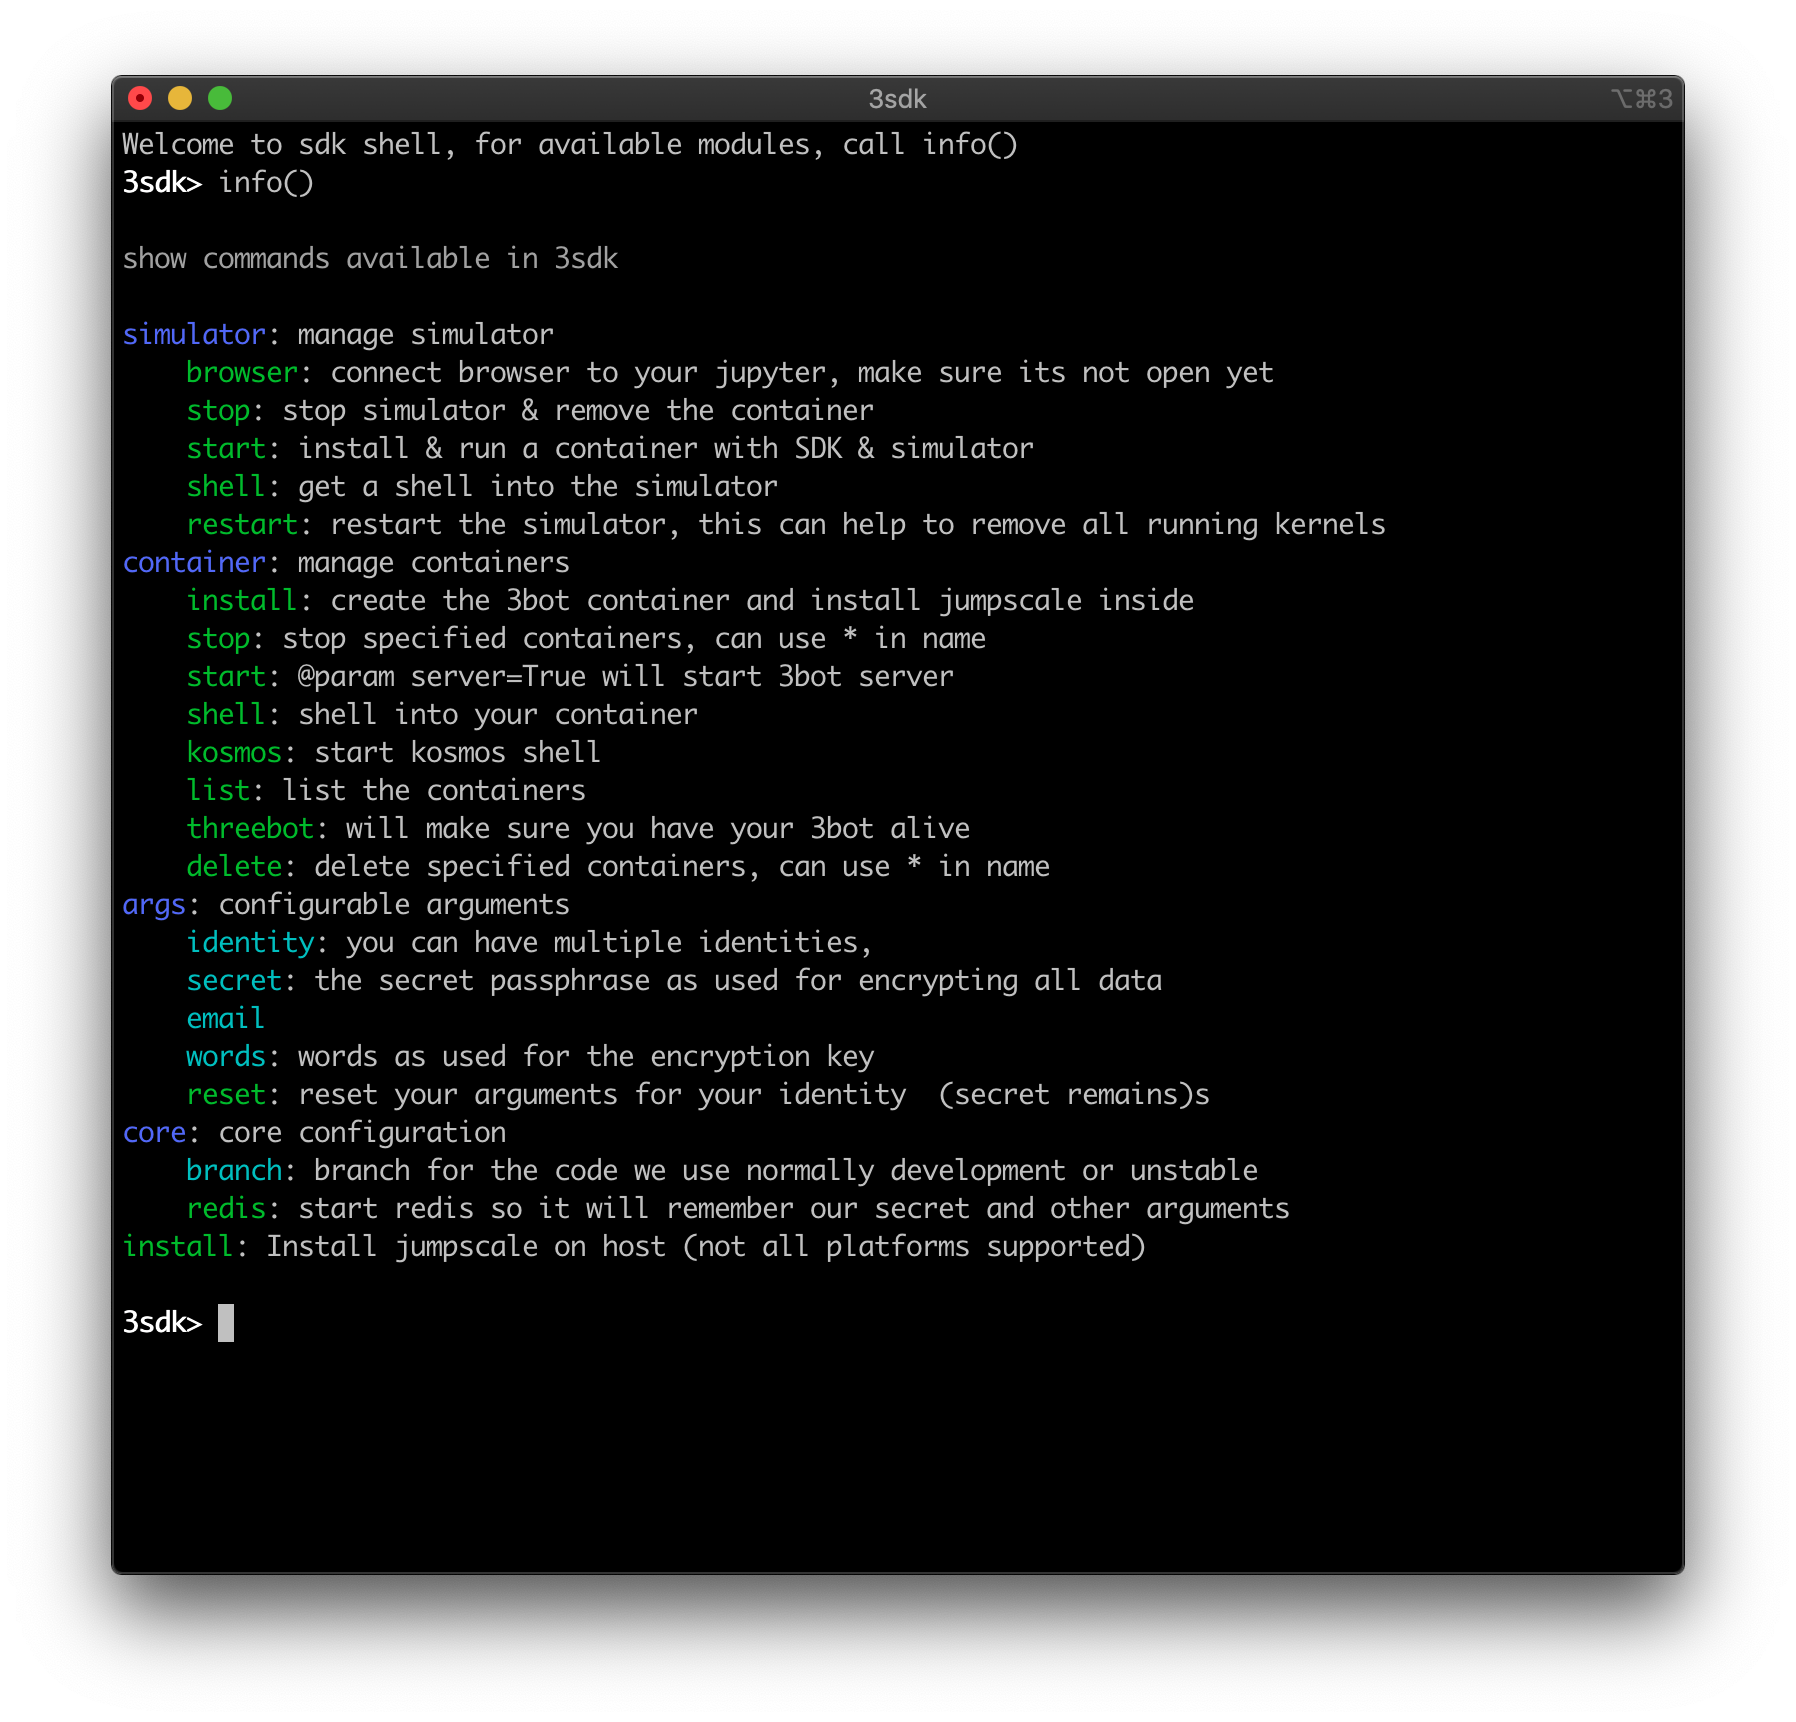 3sdk
⌥⌘3
Welcome to sdk shell, for available modules, call info()
3sdk> info()
show commands available in 3sdk
simulator: manage simulator
    browser: connect browser to your jupyter, make sure its not open yet
    stop: stop simulator & remove the container
    start: install & run a container with SDK & simulator
    shell: get a shell into the simulator
    restart: restart the simulator, this can help to remove all running kernels
container: manage containers
    install: create the 3bot container and install jumpscale inside
    stop: stop specified containers, can use * in name
    start: @param server=True will start 3bot server
    shell: shell into your container
    kosmos: start kosmos shell
    list: list the containers
    threebot: will make sure you have your 3bot alive
    delete: delete specified containers, can use * in name
args: configurable arguments
    identity: you can have multiple identities,
    secret: the secret passphrase as used for encrypting all data
    email
    words: words as used for the encryption key
    reset: reset your arguments for your identity  (secret remains)s
core: core configuration
    branch: branch for the code we use normally development or unstable
    redis: start redis so it will remember our secret and other arguments
install: Install jumpscale on host (not all platforms supported)
3sdk>